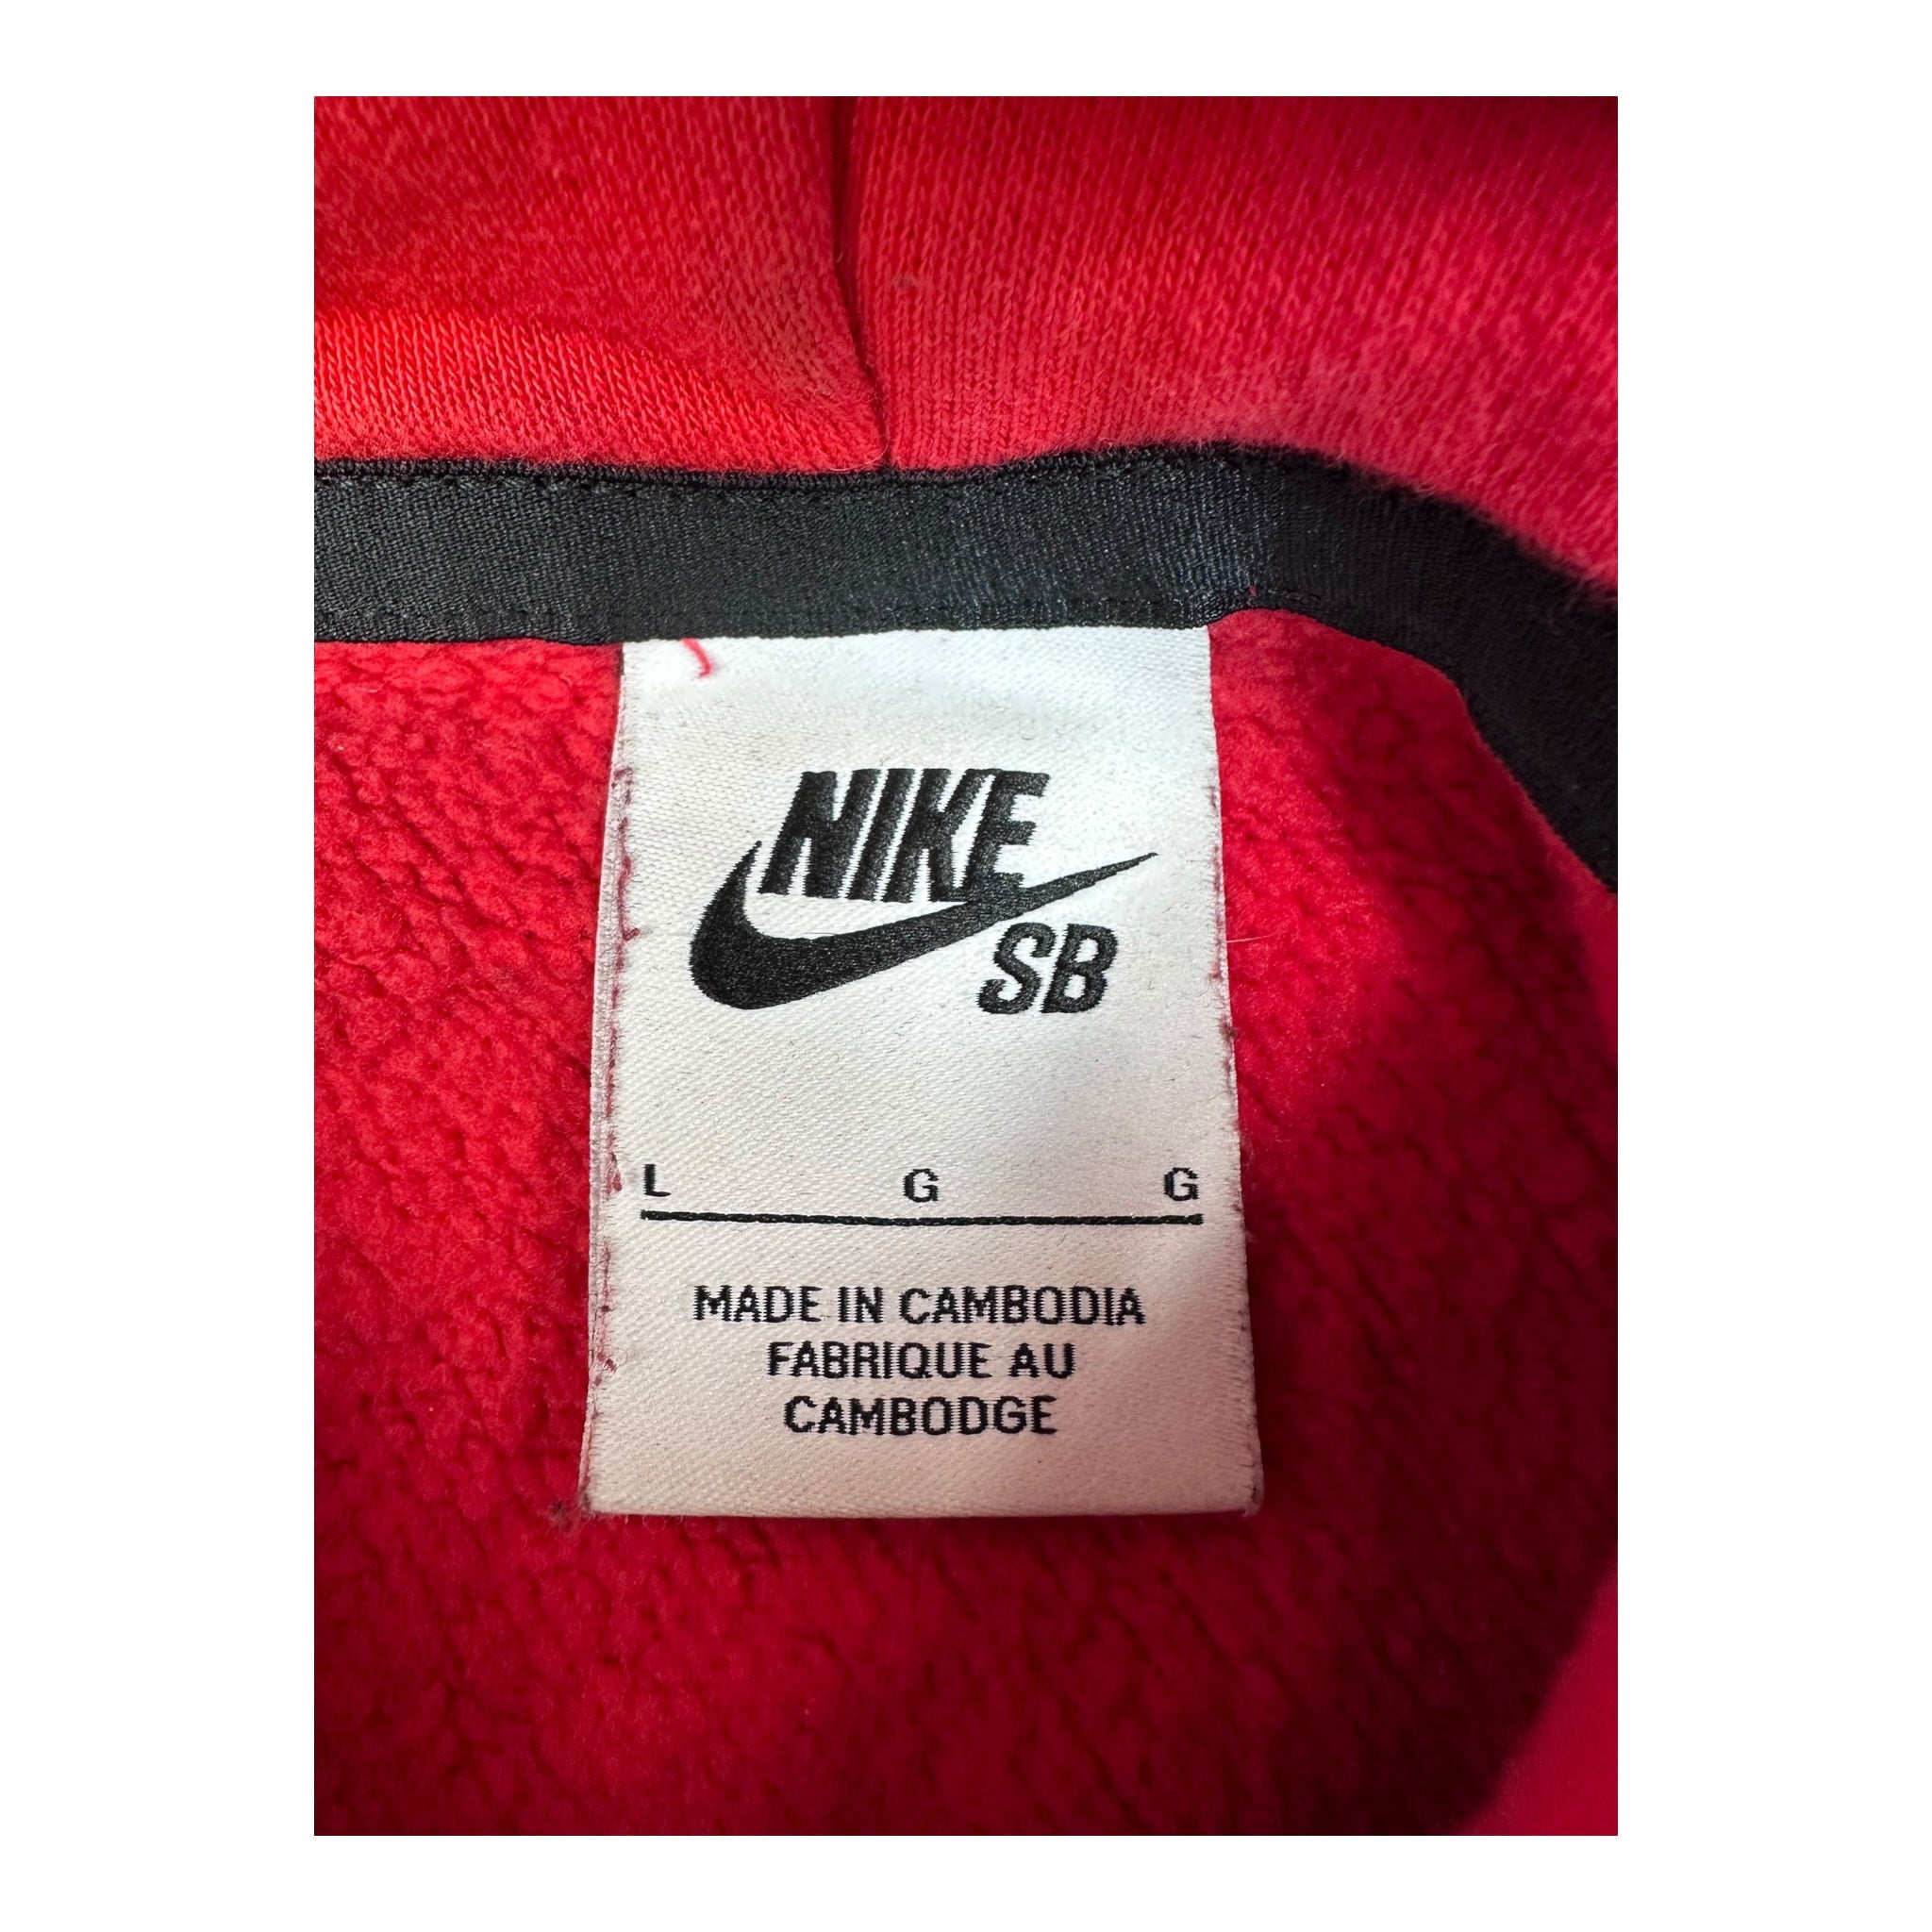 NIKE
SB
L G G
MADE IN CAMBODIA
FABRIQUE AU
CAMBODGE